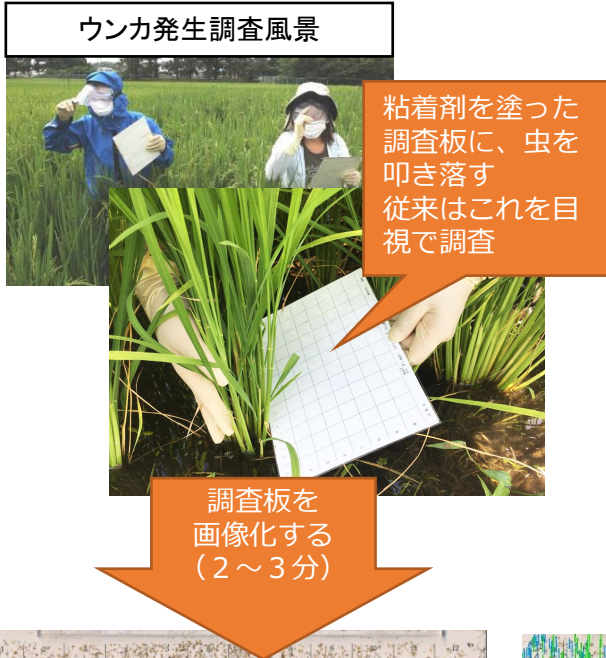 ウンカ発生調査風景
粘着剤を塗った
調査板に、虫を
叩き落す
従来はこれを目
視で調査
調査板を
画像化する
（２～３分）